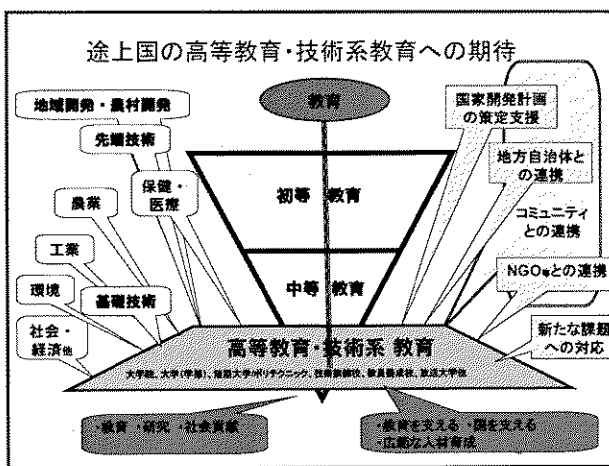 途上国の高等教育・技術系教育への期待
教育
地域開発・農村開発
先端技術
保健・
医療
農業
工業
環境
基礎技術
社会・
経済他
国家開発計画
の策定支援
地方自治体と
の連携
コミュニティ
との連携
NGO等との連携
新たな課題
への対応
初等 教育
中等 教育
高等教育・技術系 教育
大学院、大学(学部)、短期大学/ポリテクニック、技術訓練校、教員養成校、放送大学他
・教育 ・研究 ・社会貢献
・教育を支える ・国を支える
・広範な人材育成